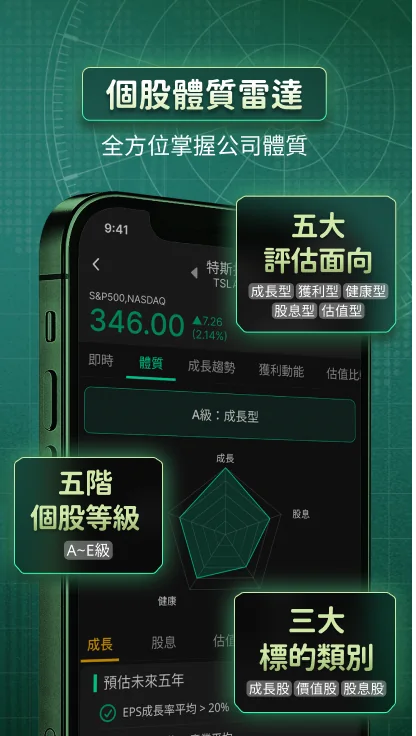 個股體質雷達
全方位掌握公司體質
五大
評估面向
成長型 獲利型 健康型
股息型 估值型
9:41
特斯
TSLA
S&P500,NASDAQ
346.00
▲7.26
(2.14%)
即時 體質 成長趨勢 獲利動能 估值比
A級：成長型
成長
股息
五階
個股等級
A~E級
健康
三大
標的類別
成長股 價值股 股息股
成長 股息 估值
預估未來五年
EPS成長率平均 > 20%